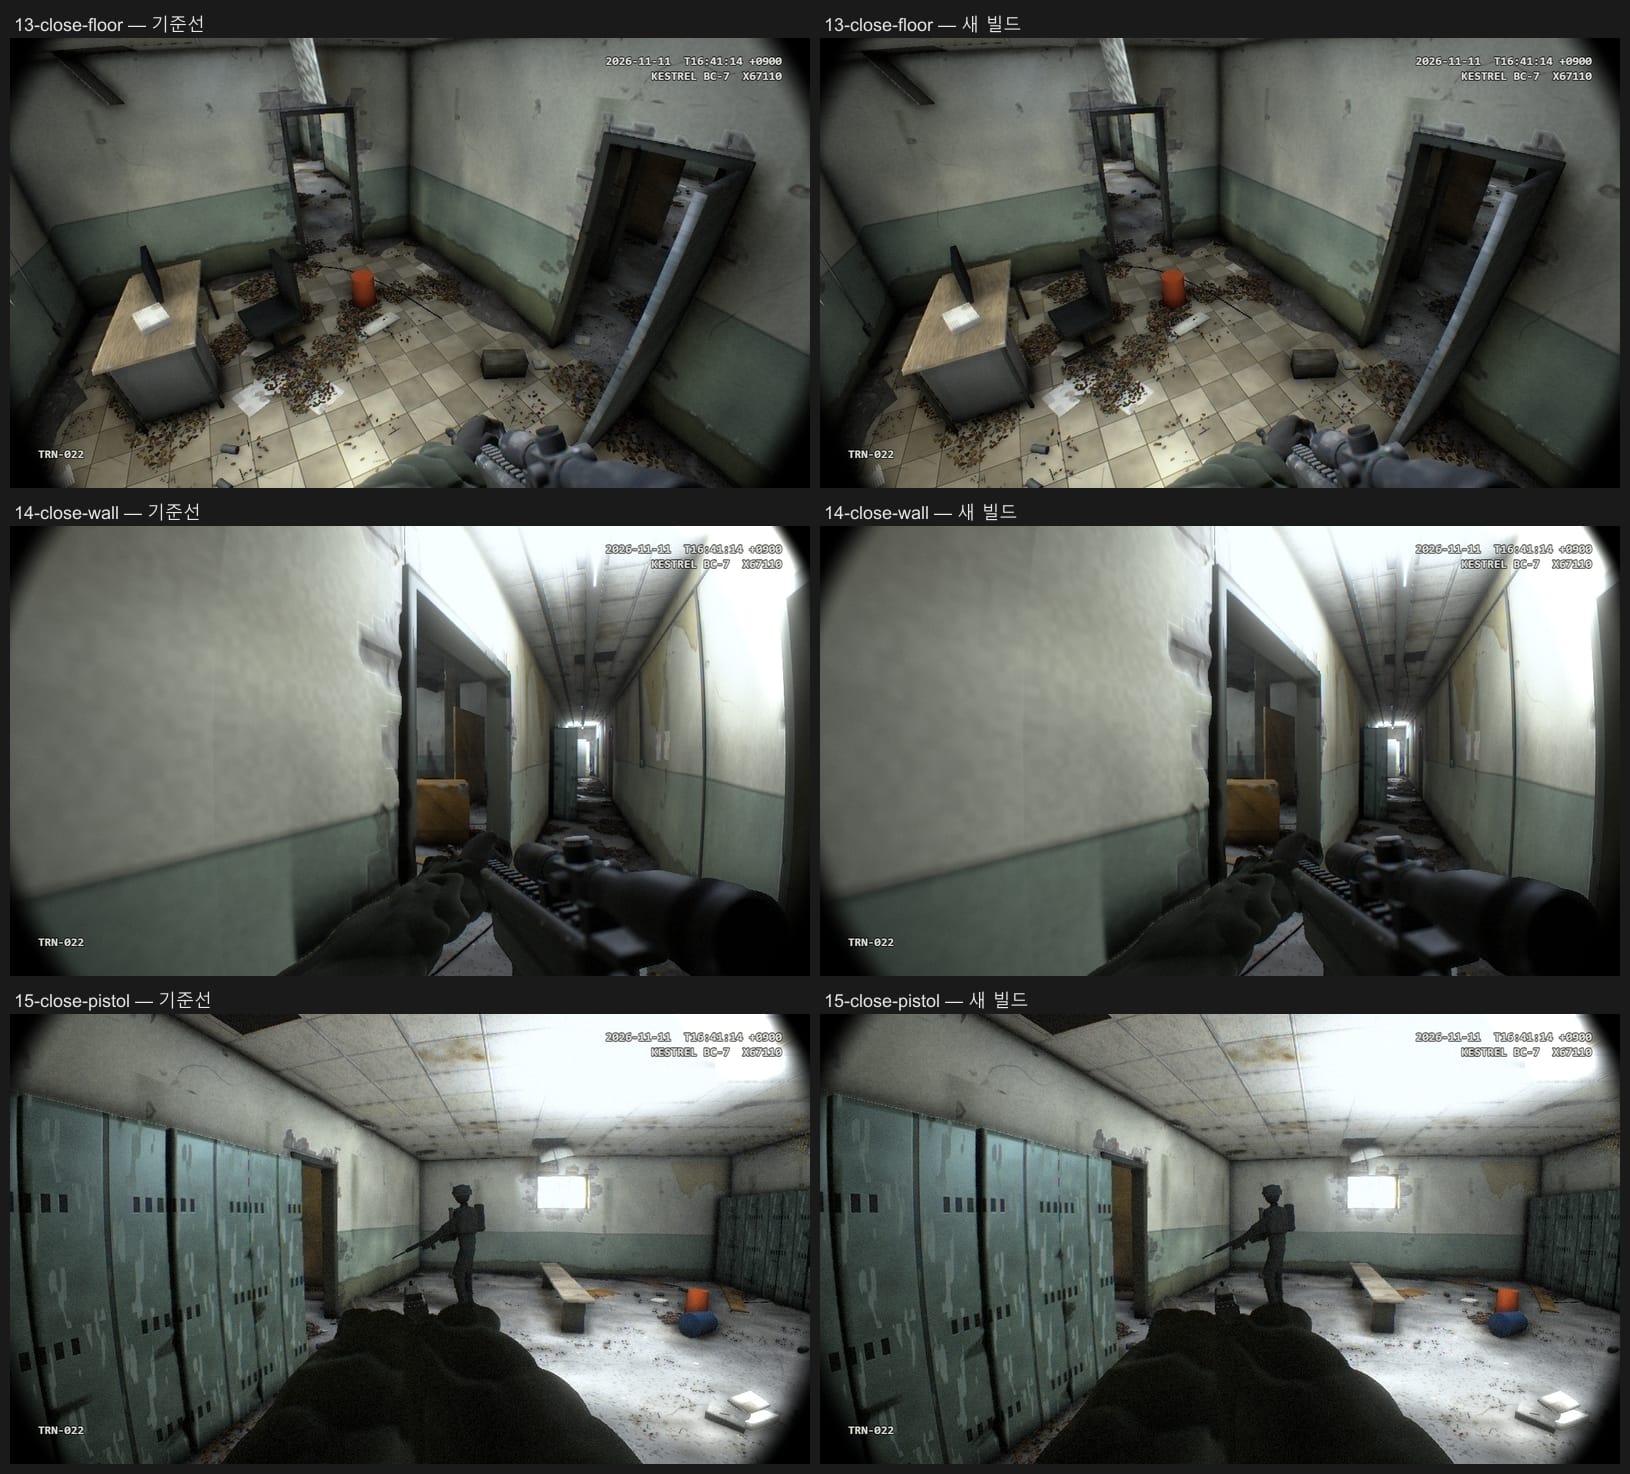 13-close-floor — 기준선
13-close-floor — 새 빌드
2026-11-11 T16:41:14 +0900
KESTREL BC-7 X67110
2026-11-11 T16:41:14 +0900
KESTREL BC-7 X67110
TRN-022
TRN-022
14-close-wall — 기준선
14-close-wall — 새 빌드
2026-11-11 T16:41:14 +0900
KESTREL BC-7 X67110
2026-11-11 T16:41:14 +0900
KESTREL BC-7 X67110
TRN-022
TRN-022
15-close-pistol — 기준선
15-close-pistol — 새 빌드
2026-11-11 T16:41:14 +0900
KESTREL BC-7 X67110
2026-11-11 T16:41:14 +0900
KESTREL BC-7 X67110
TRN-022
TRN-022